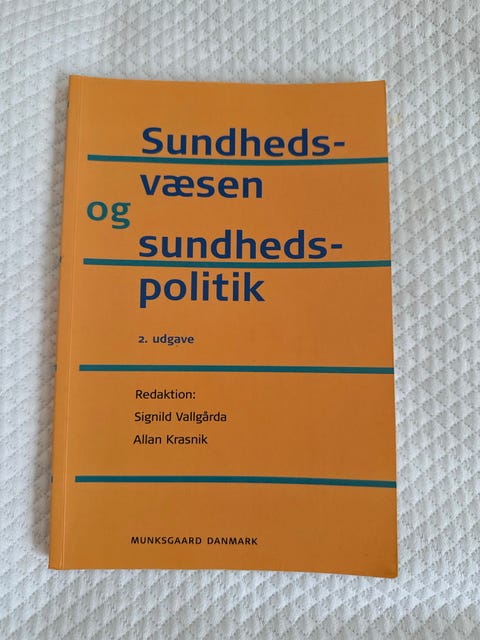 Sundheds-
væsen
og
sundheds-
politik
2. udgave
Redaktion:
Signild Vallgårda
Allan Krasnik
MUNKSGAARD DANMARK